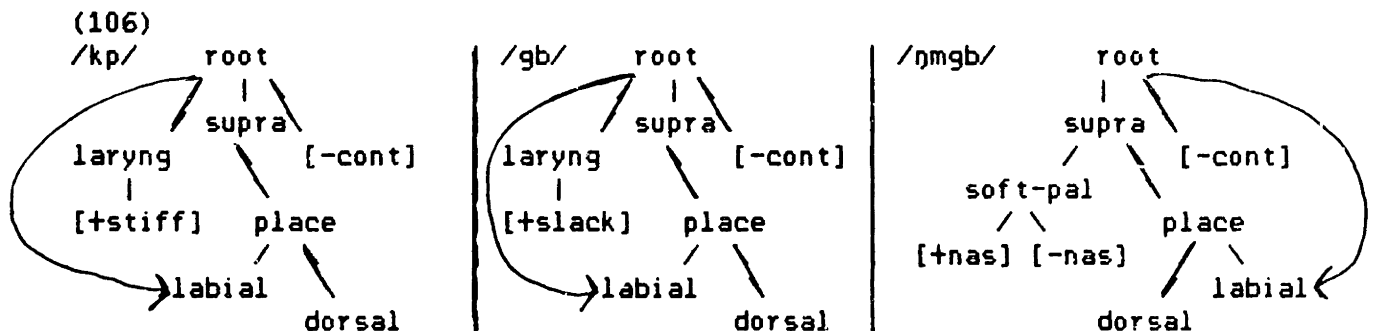 (106)
/kp/ root /gb/ root /ŋmgb/ root
supra supra supra
laryng [-cont] laryng [-cont] [-cont]
soft-pal
[+stiff] place [+slack] place place
[+nas] [-nas]
labial labial labial
dorsal dorsal dorsal